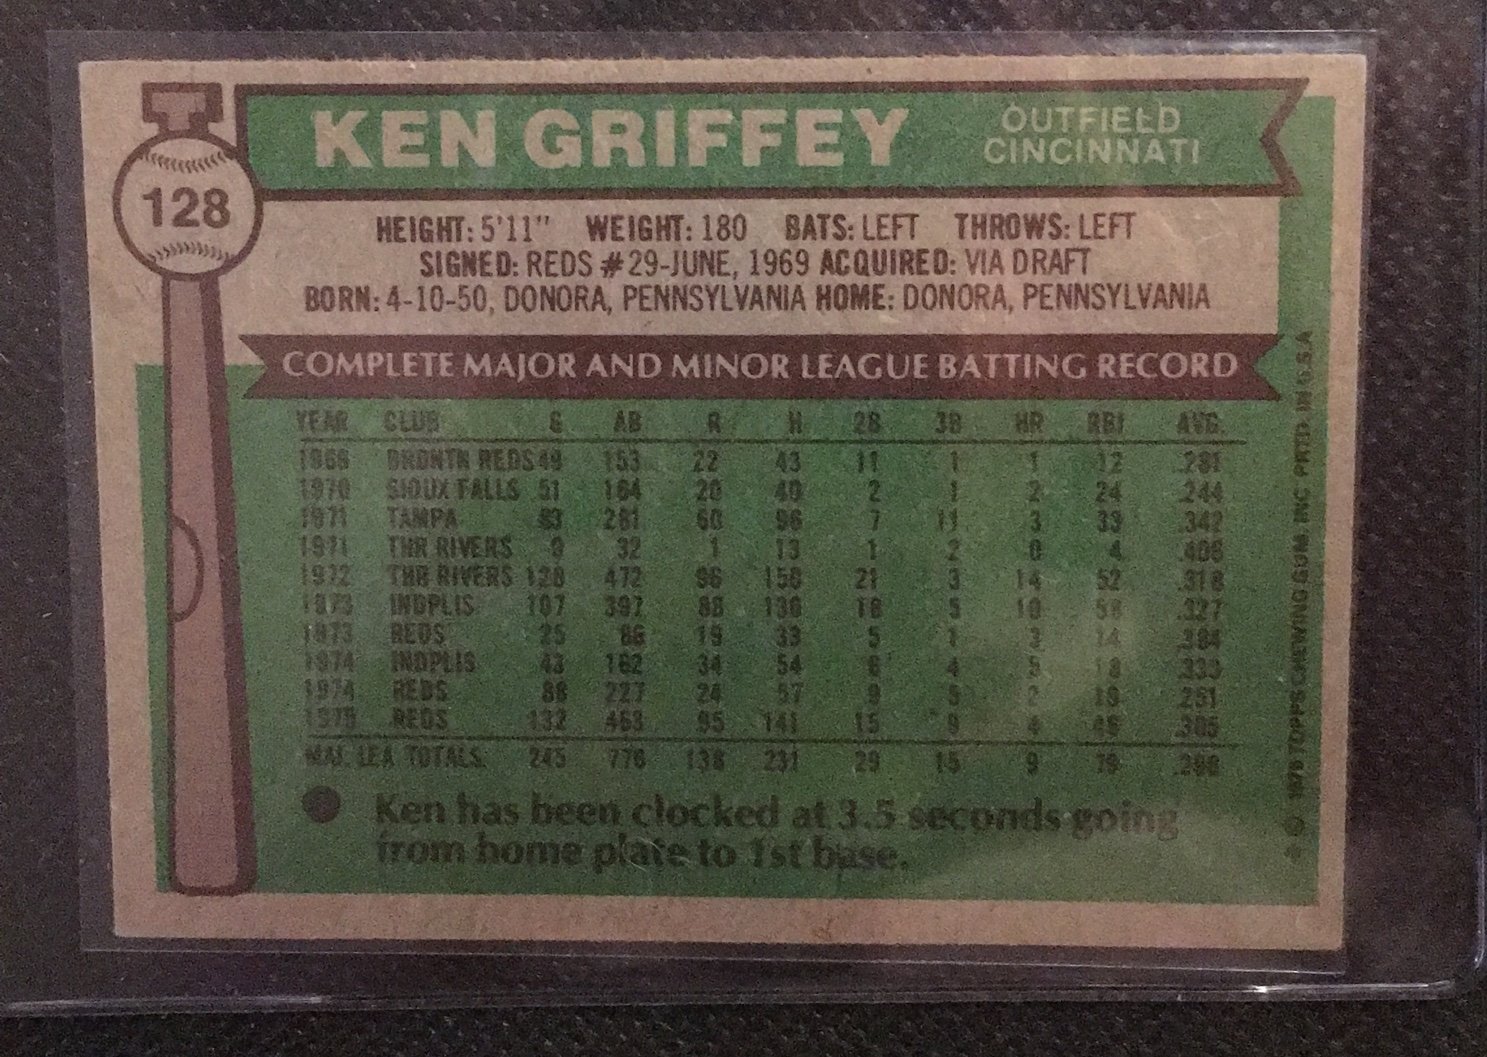 128
KEN GRIFFEY
OUTFIELD
CINCINNATI
HEIGHT: 5'11" WEIGHT: 180 BATS: LEFT THROWS: LEFT
SIGNED: REDS #29-JUNE, 1969 ACQUIRED: VIA DRAFT
BORN: 4-10-50, DONORA, PENNSYLVANIA HOME: DONORA, PENNSYLVANIA
COMPLETE MAJOR AND MINOR LEAGUE BATTING RECORD
YEAR CLUB G AB R H 2B 3B HR RBI AVG.
1969 BRDNTN REDS 49 153 22 43 11 1 1 12 .281
1970 SIOUX FALLS 51 164 20 40 2 1 2 24 .244
1971 TAMPA 83 281 60 96 7 11 3 33 .342
1971 THR RIVERS 9 32 1 13 1 2 0 4 .406
1972 THR RIVERS 128 472 96 150 21 3 14 52 .318
1973 INDPLIS 107 397 88 130 18 5 10 58 .327
1973 REDS 25 86 19 33 5 1 3 14 .384
1974 INDPLIS 43 162 34 54 6 4 5 18 .333
1974 REDS 88 227 24 57 9 5 2 19 .251
1975 REDS 132 463 95 141 15 9 4 46 .305
MAJ. LEA. TOTALS 245 776 138 231 29 15 9 79 .298
Ken has been clocked at 3.5 seconds going
from home plate to 1st base.
© 1976 TOPPS CHEWING GUM INC PRTD IN U.S.A